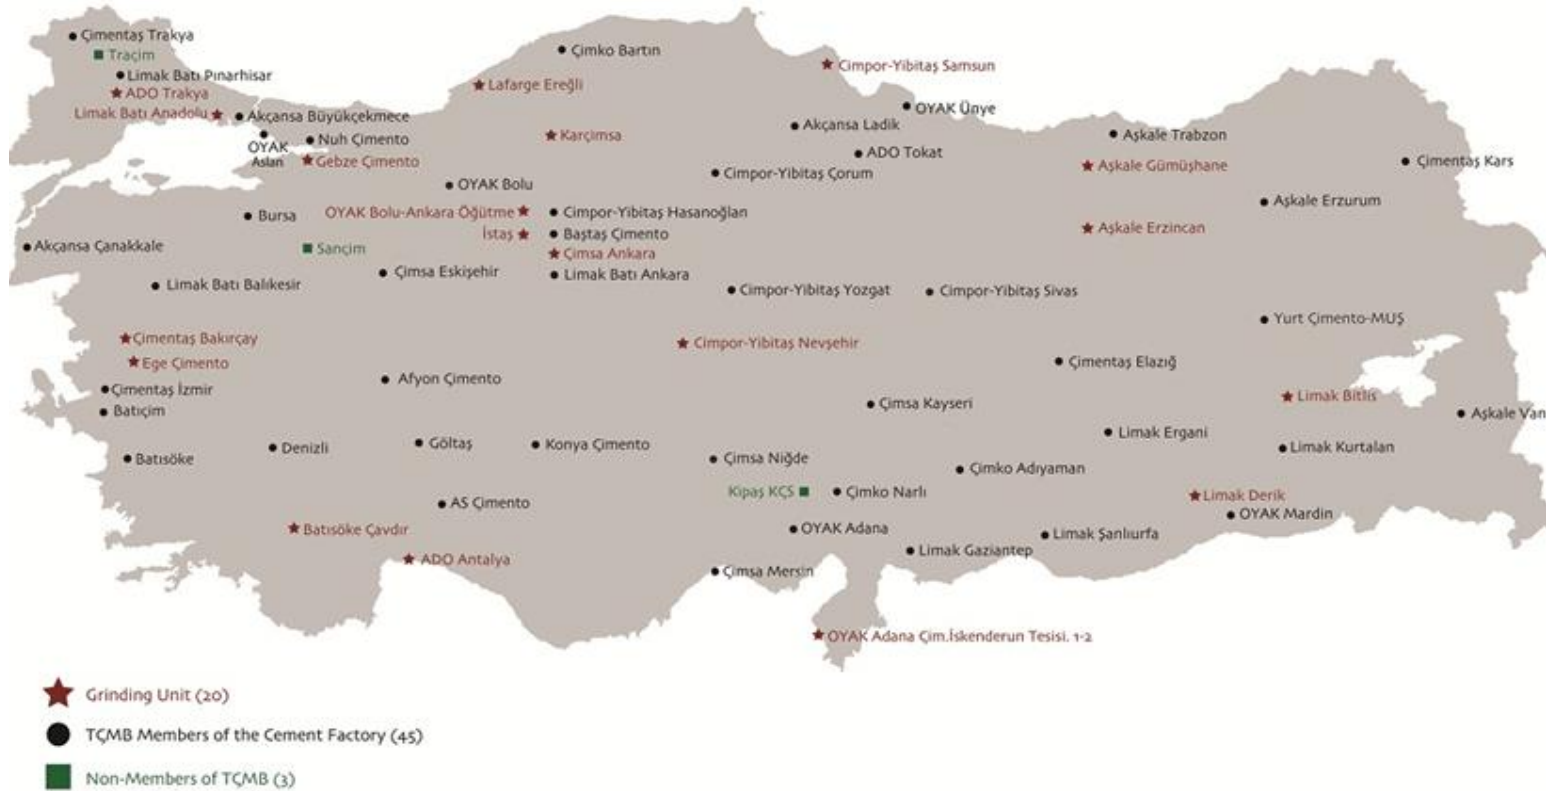 Çimentaş Trakya
Traçim
Çimko Bartın
Cimpor-Yibitaş Samsun
Limak Batı Pınarhisar
Lafarge Ereğli
ADO Trakya
OYAK Ünye
Limak Batı Anadolu
Akçansa Büyükçekmece
Akçansa Ladik
Karçimsa
Aşkale Trabzon
Nuh Çimento
OYAK
Aslan
ADO Tokat
Gebze Çimento
Çimentaş Kars
Aşkale Gümüşhane
Cimpor-Yibitaş Çorum
OYAK Bolu
Aşkale Erzurum
Bursa
OYAK Bolu-Ankara Öğütme
Cimpor-Yibitaş Hasanoğlan
Aşkale Erzincan
İstaş
Baştaş Çimento
Akçansa Çanakkale
Sançim
Çimsa Ankara
Çimsa Eskişehir
Limak Batı Ankara
Limak Batı Balıkesir
Cimpor-Yibitaş Yozgat
Cimpor-Yibitaş Sivas
Yurt Çimento-MUŞ
Çimentaş Bakırçay
Cimpor-Yibitaş Nevşehir
Ege Çimento
Çimentaş Elazığ
Afyon Çimento
Çimentaş İzmir
Limak Bitlis
Çimsa Kayseri
Batıçim
Aşkale Van
Limak Ergani
Denizli
Göltaş
Konya Çimento
Limak Kurtalan
Batısöke
Çimsa Niğde
Çimko Adıyaman
Kipaş KÇS
Çimko Narlı
Limak Derik
AS Çimento
OYAK Mardin
Batısöke Çavdır
OYAK Adana
Limak Şanlıurfa
Limak Gaziantep
ADO Antalya
Çimsa Mersin
OYAK Adana Çim.İskenderun Tesisi. 1-2
Grinding Unit (20)
TÇMB Members of the Cement Factory (45)
Non-Members of TÇMB (3)